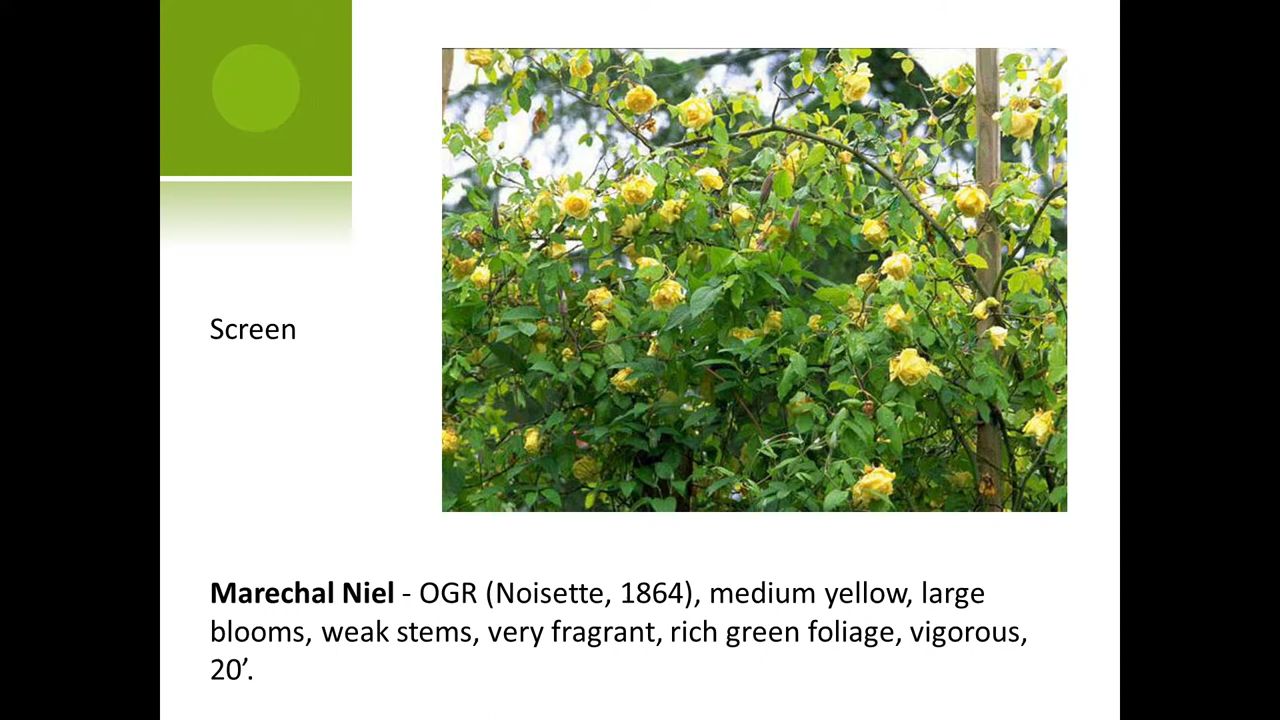 Screen
Marechal Niel - OGR (Noisette, 1864), medium yellow, large
blooms, weak stems, very fragrant, rich green foliage, vigorous,
20’.